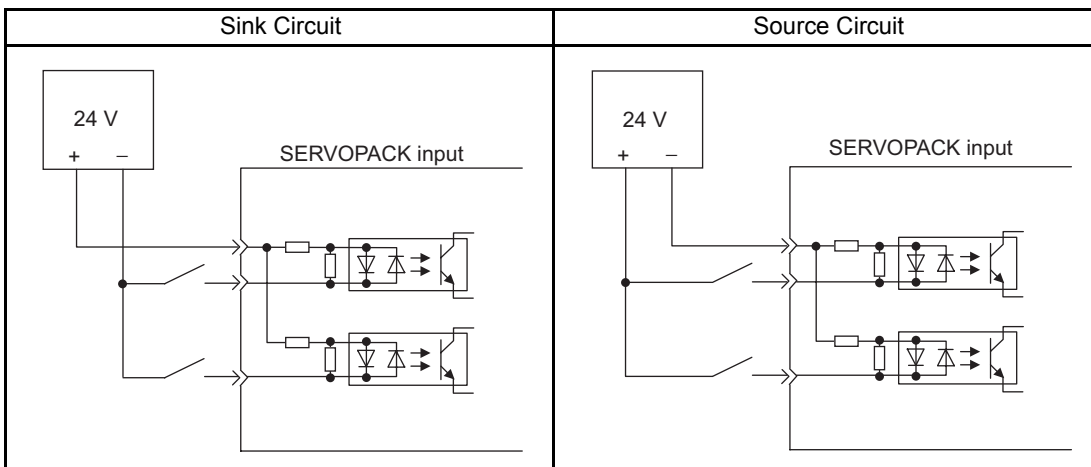 Sink Circuit
Source Circuit
24 V
+ −
SERVOPACK input
24 V
+ −
SERVOPACK input